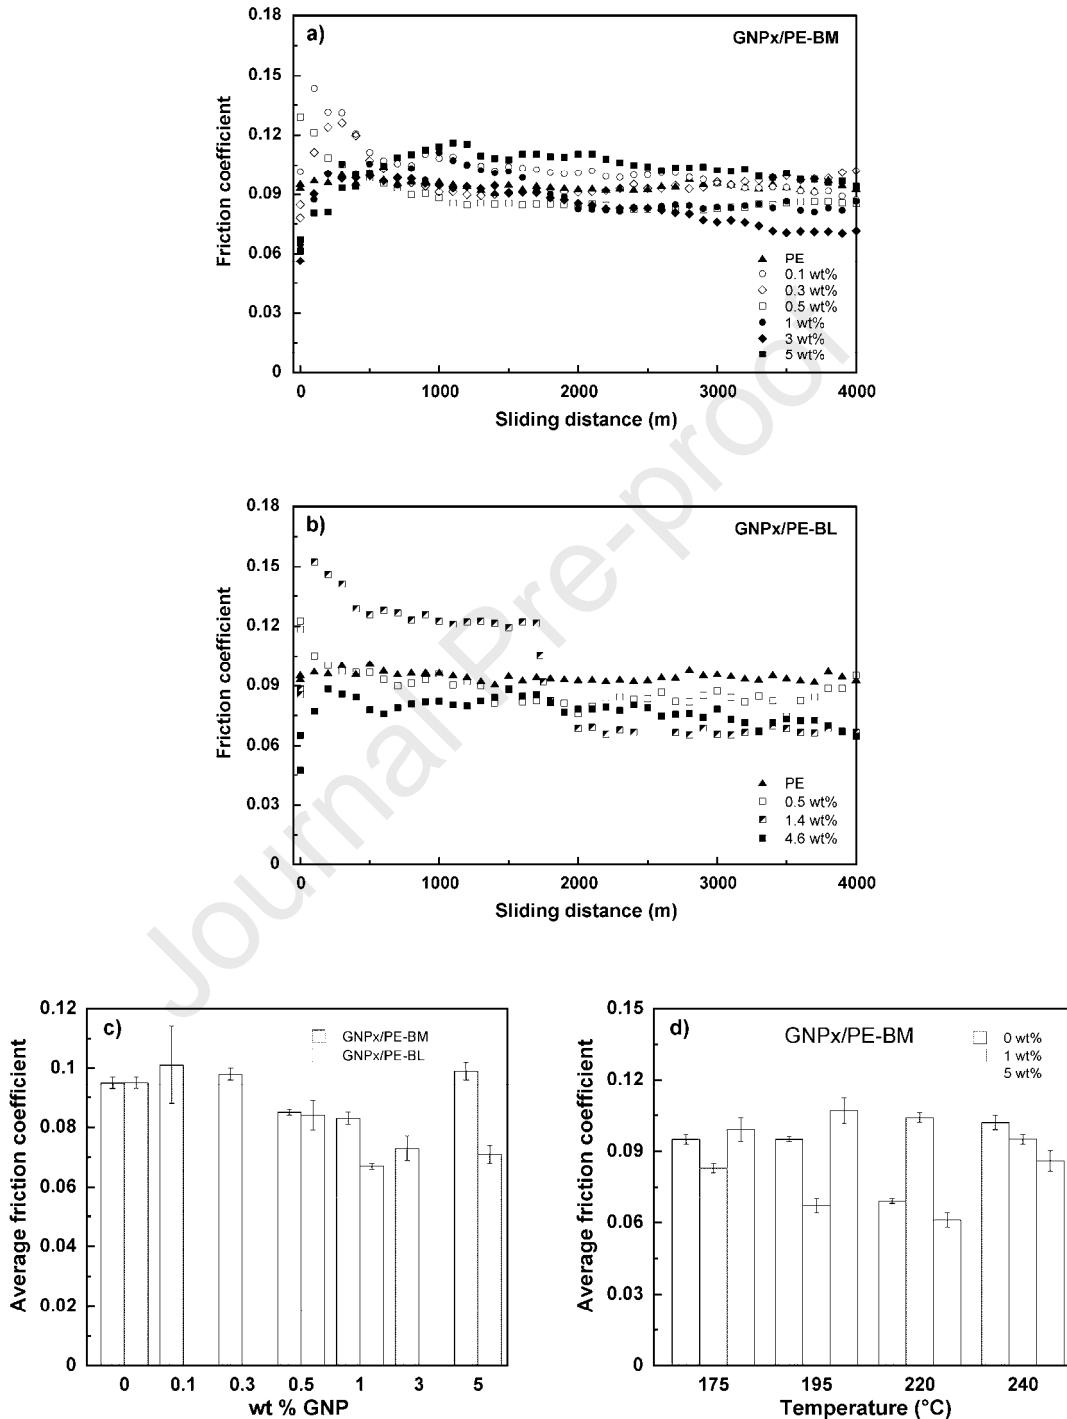 a)
GNPx/PE-BM
0.18
0.15
0.12
0.09
0.06
0.03
0
Friction coefficient
PE
0.1 wt%
0.3 wt%
0.5 wt%
1 wt%
3 wt%
5 wt%
0 1000 2000 3000 4000
Sliding distance (m)
b)
GNPx/PE-BL
0.18
0.15
0.12
0.09
0.06
0.03
0
Friction coefficient
PE
0.5 wt%
1.4 wt%
4.6 wt%
0 1000 2000 3000 4000
Sliding distance (m)
Journal Pre-proof
c)
GNPx/PE-BM
GNPx/PE-BL
0.12
0.1
0.08
0.06
0.04
0.02
0
Average friction coefficient
0 0.1 0.3 0.5 1 3 5
wt % GNP
d)
GNPx/PE-BM
0 wt%
1 wt%
5 wt%
0.15
0.12
0.09
0.06
0.03
0
Average friction coefficient
175 195 220 240
Temperature (°C)